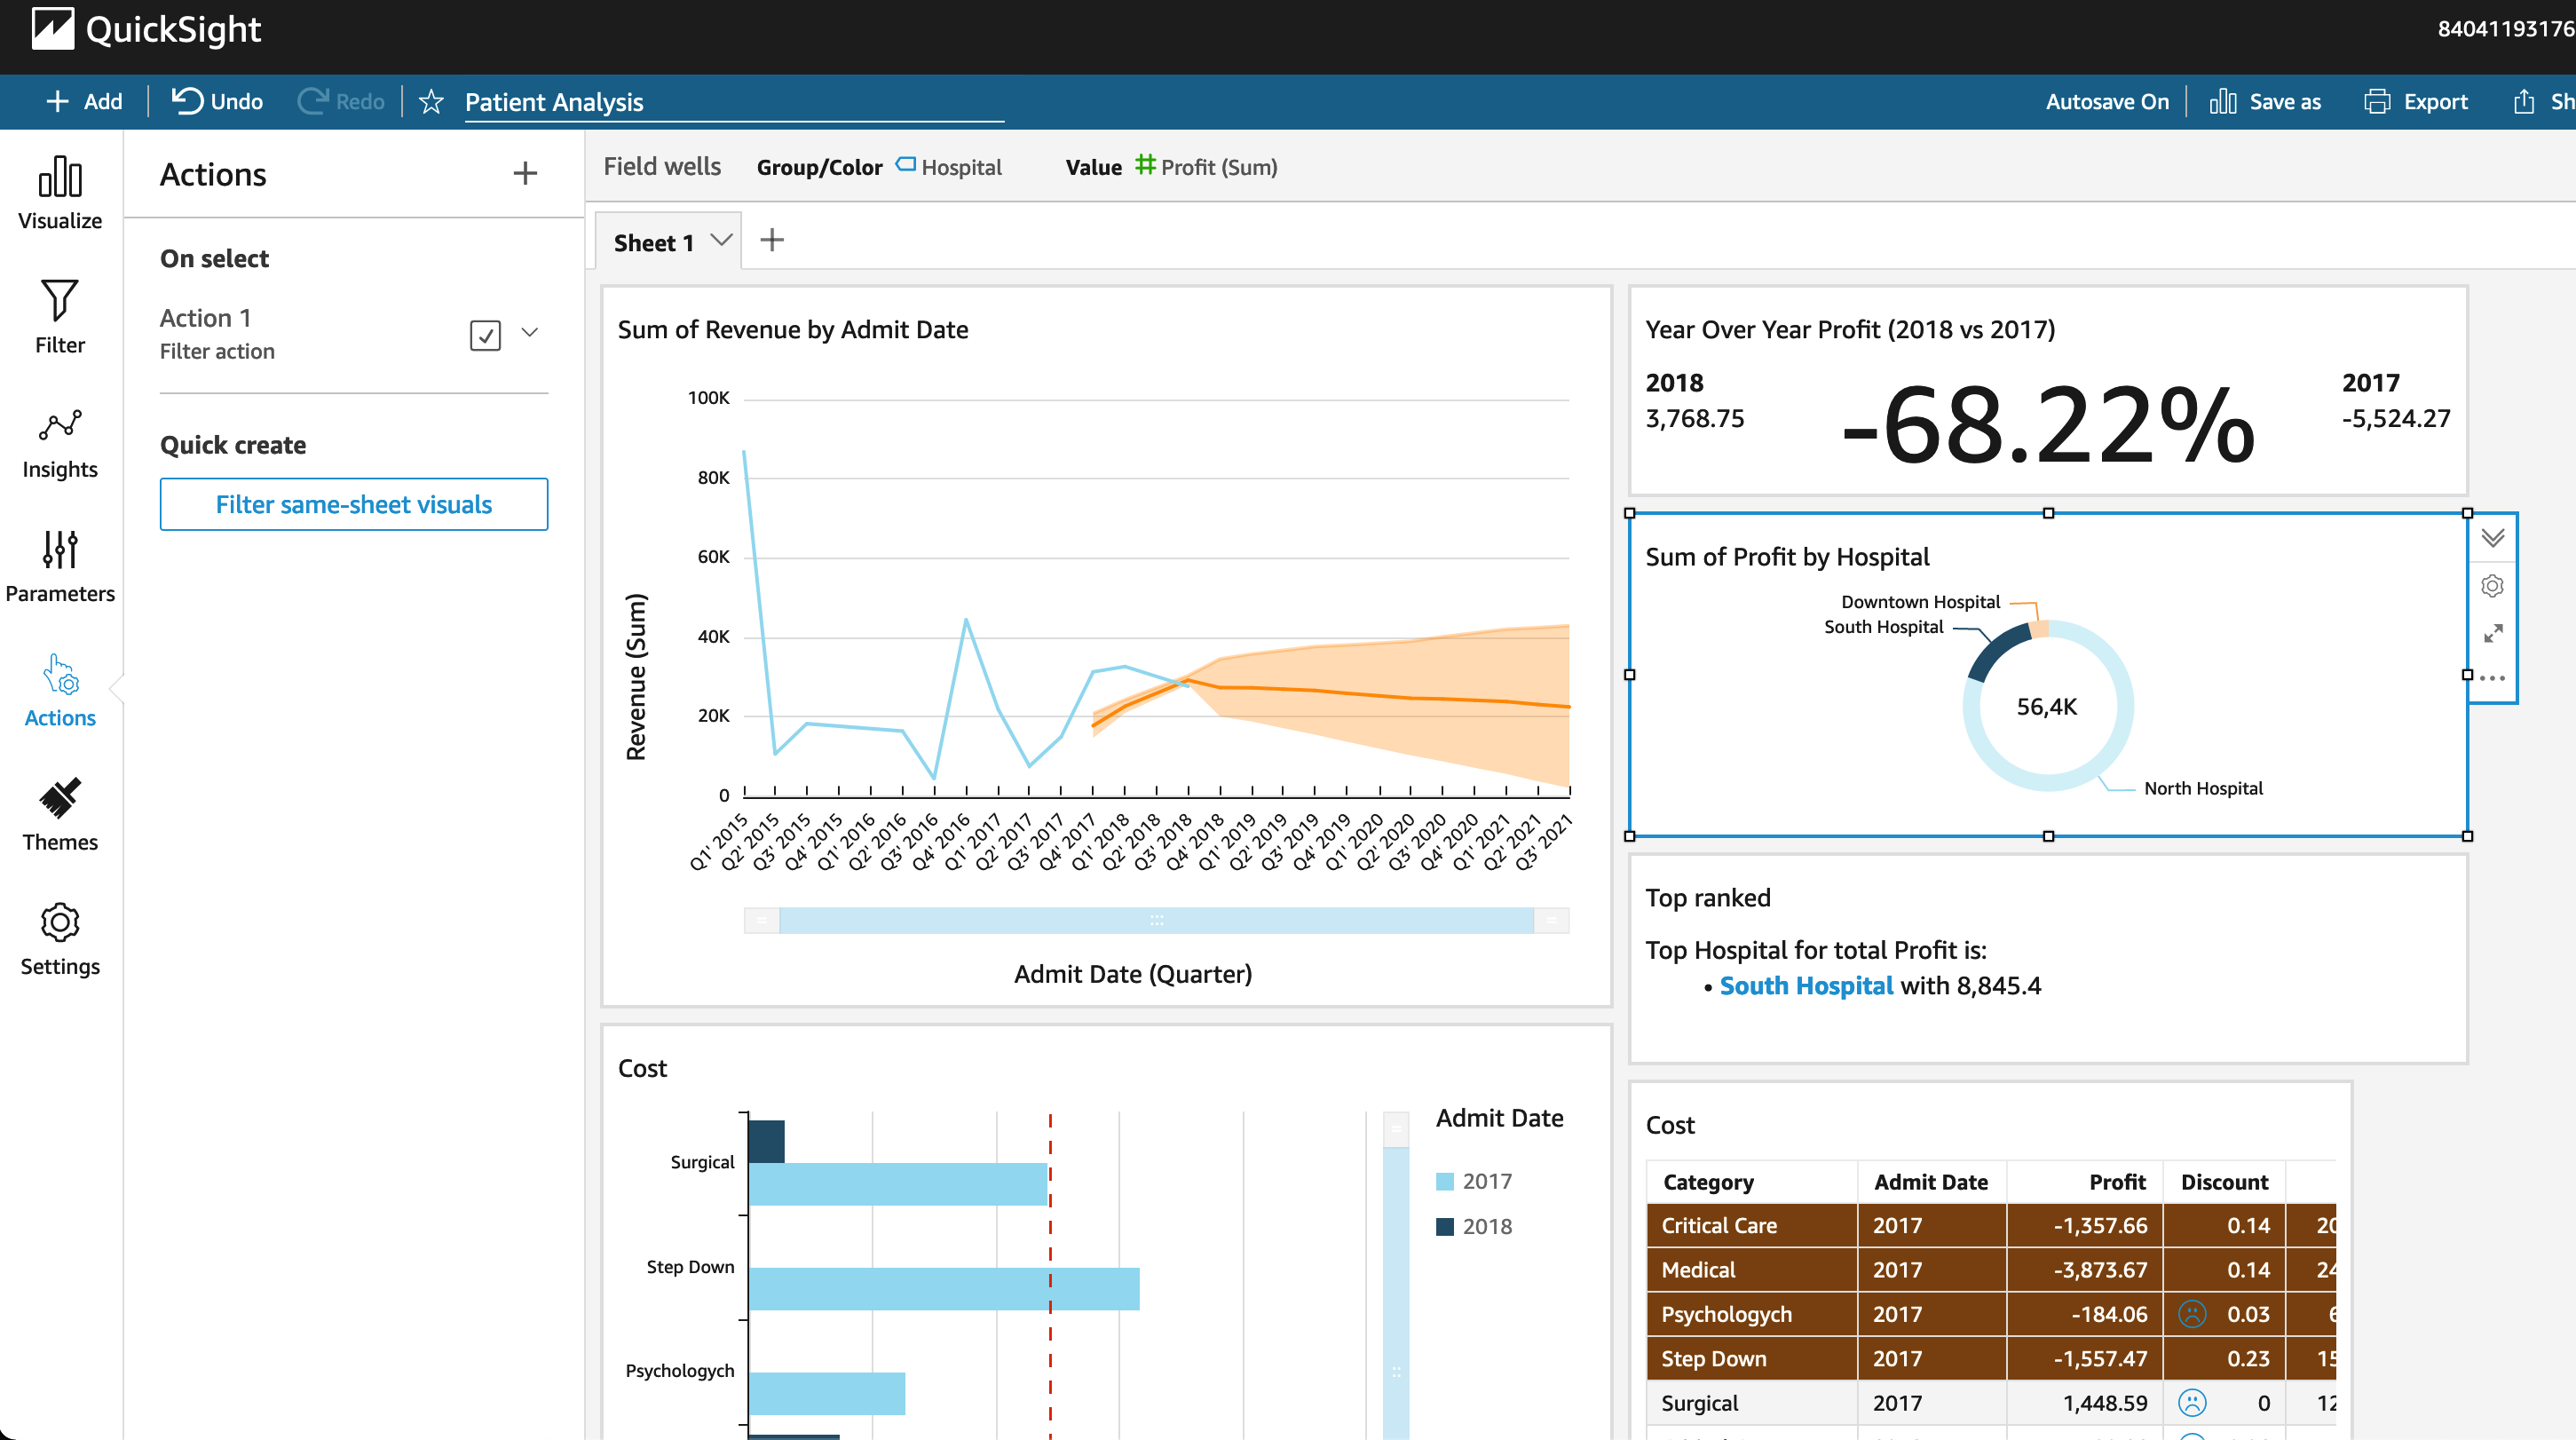 QuickSight
84041193176
Add
Undo
Redo
Patient Analysis
Autosave On
Save as
Export
Sh
Visualize
Filter
Insights
Parameters
Actions
Themes
Settings
Actions
On select
Action 1
Filter action
Quick create
Filter same-sheet visuals
Field wells Group/Color Hospital Value Profit (Sum)
Sheet 1
Sum of Revenue by Admit Date
Revenue (Sum)
100K
80K
60K
40K
20K
0
Q1' 2015
Q2' 2015
Q3' 2015
Q4' 2015
Q1' 2016
Q2' 2016
Q3' 2016
Q4' 2016
Q1' 2017
Q2' 2017
Q3' 2017
Q4' 2017
Q1' 2018
Q2' 2018
Q3' 2018
Q4' 2018
Q1' 2019
Q2' 2019
Q3' 2019
Q4' 2019
Q1' 2020
Q2' 2020
Q3' 2020
Q4' 2020
Q1' 2021
Q2' 2021
Q3' 2021
Admit Date (Quarter)
Year Over Year Profit (2018 vs 2017)
2018
3,768.75
-68.22%
2017
-5,524.27
Sum of Profit by Hospital
Downtown Hospital
South Hospital
56,4K
North Hospital
Top ranked
Top Hospital for total Profit is:
• South Hospital with 8,845.4
Cost
Surgical
Step Down
Psychologych
Admit Date
2017
2018
Cost
Category Admit Date Profit Discount
Critical Care 2017 -1,357.66 0.14 20
Medical 2017 -3,873.67 0.14 24
Psychologych 2017 -184.06 0.03 6
Step Down 2017 -1,557.47 0.23 15
Surgical 2017 1,448.59 0 12